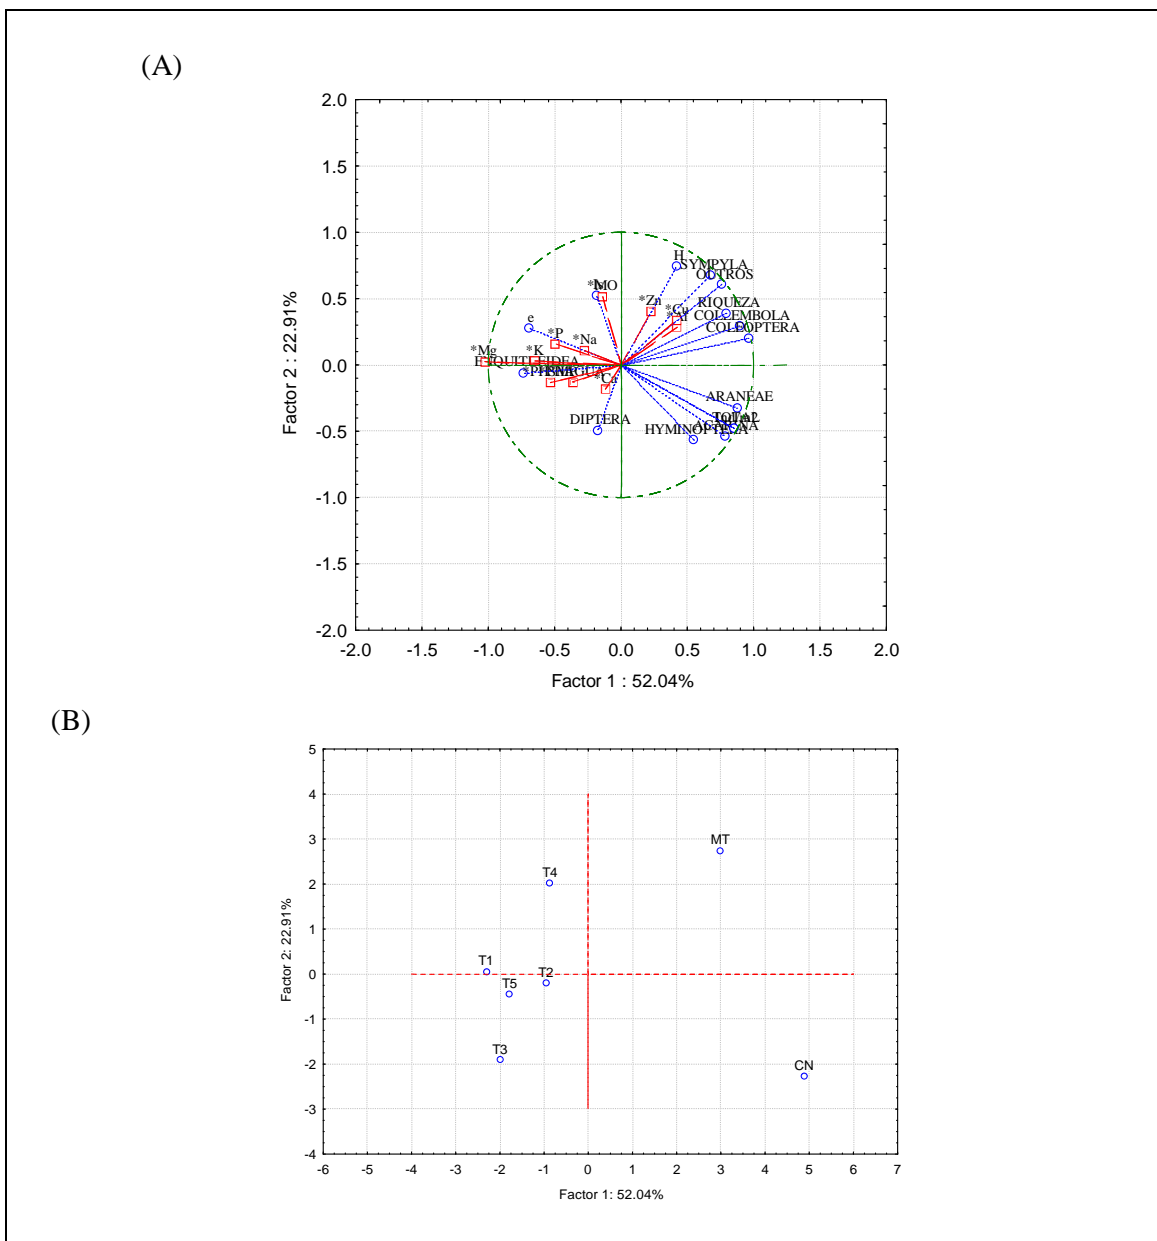 (A)
2.0
1.5
1.0
0.5
0.0
-0.5
-1.0
-1.5
-2.0
Factor 2 : 22.91%
H
SYMPYLA
OUTROS
*MO
*Zn
*Cu
*Al
RIQUEZA
COLLEMBOLA
COLEOPTERA
e
*P
*Na
*Mg
*K
ARANEAE
DIPTERA
HYMINOPTERA
-2.0 -1.5 -1.0 -0.5 0.0 0.5 1.0 1.5 2.0
Factor 1 : 52.04%
(B)
5
4
3
2
1
0
-1
-2
-3
-4
Factor 2: 22.91%
MT
T4
T1
T2
T5
T3
CN
-6 -5 -4 -3 -2 -1 0 1 2 3 4 5 6 7
Factor 1: 52.04%